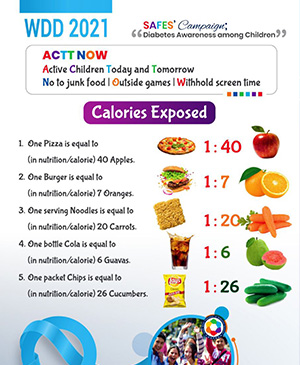 WDD 2021
SAFES' Campaign;
"Diabetes Awareness among Children"
ACTT NOW
Active Children Today and Tomorrow
No to junk food | Outside games | Withhold screen time
Calories Exposed
1. One Pizza is equal to
(in nutrition/calorie) 40 Apples.
1:40
2. One Burger is equal to
(in nutrition/calorie) 7 Oranges.
1:7
3. One serving Noodles is equal to
(in nutrition/calorie) 20 Carrots.
1:20
4. One bottle Cola is equal to
(in nutrition/calorie) 6 Guavas.
1:6
5. One packet Chips is equal to
(in nutrition/calorie) 26 Cucumbers.
Lay's
1:26